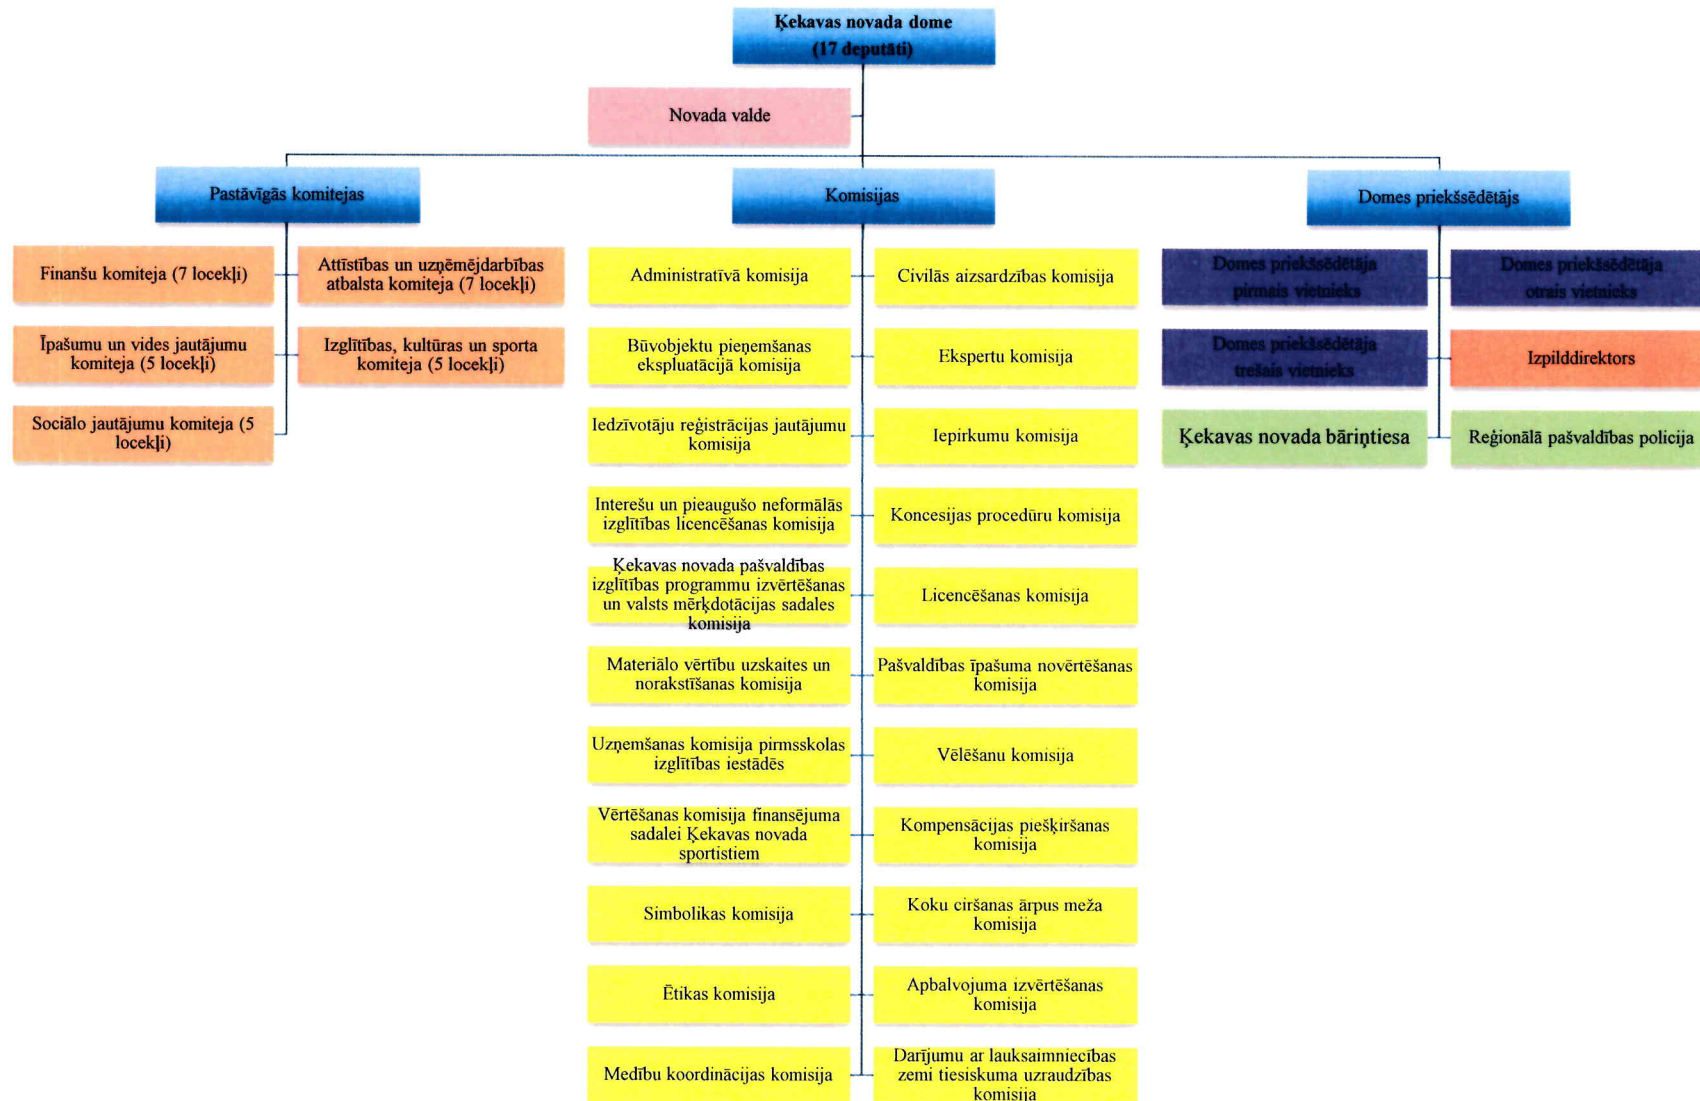 Ķekavas novada dome
(17 deputāti)
Novada valde
Pastāvīgās komitejas
Komisijas
Domes priekšsēdētājs
Finanšu komiteja (7 locekļi)
Attīstības un uzņēmējdarbības
atbalsta komiteja (7 locekļi)
Īpašumu un vides jautājumu
komiteja (5 locekļi)
Izglītības, kultūras un sporta
komiteja (5 locekļi)
Sociālo jautājumu komiteja (5
locekļi)
Administratīvā komisija
Civilās aizsardzības komisija
Būvobjektu pieņemšanas
ekspluatācijā komisija
Ekspertu komisija
Iedzīvotāju reģistrācijas jautājumu
komisija
Iepirkumu komisija
Interešu un pieaugušo neformālās
izglītības licencēšanas komisija
Koncesijas procedūru komisija
Ķekavas novada pašvaldības
izglītības programmu izvērtēšanas
un valsts mērķdotācijas sadales
komisija
Licencēšanas komisija
Materiālo vērtību uzskaites un
norakstīšanas komisija
Pašvaldības īpašuma novērtēšanas
komisija
Uzņemšanas komisija pirmsskolas
izglītības iestādēs
Vēlēšanu komisija
Vērtēšanas komisija finansējuma
sadalei Ķekavas novada
sportistiem
Kompensācijas piešķiršanas
komisija
Simbolikas komisija
Koku ciršanas ārpus meža
komisija
Ētikas komisija
Apbalvojuma izvērtēšanas
komisija
Medību koordinācijas komisija
Darījumu ar lauksaimniecības
zemi tiesiskuma uzraudzības
komisija
Domes priekšsēdētāja
pirmais vietnieks
Domes priekšsēdētāja
otrais vietnieks
Domes priekšsēdētāja
trešais vietnieks
Izpilddirektors
Ķekavas novada bāriņtiesa
Reģionālā pašvaldības policija